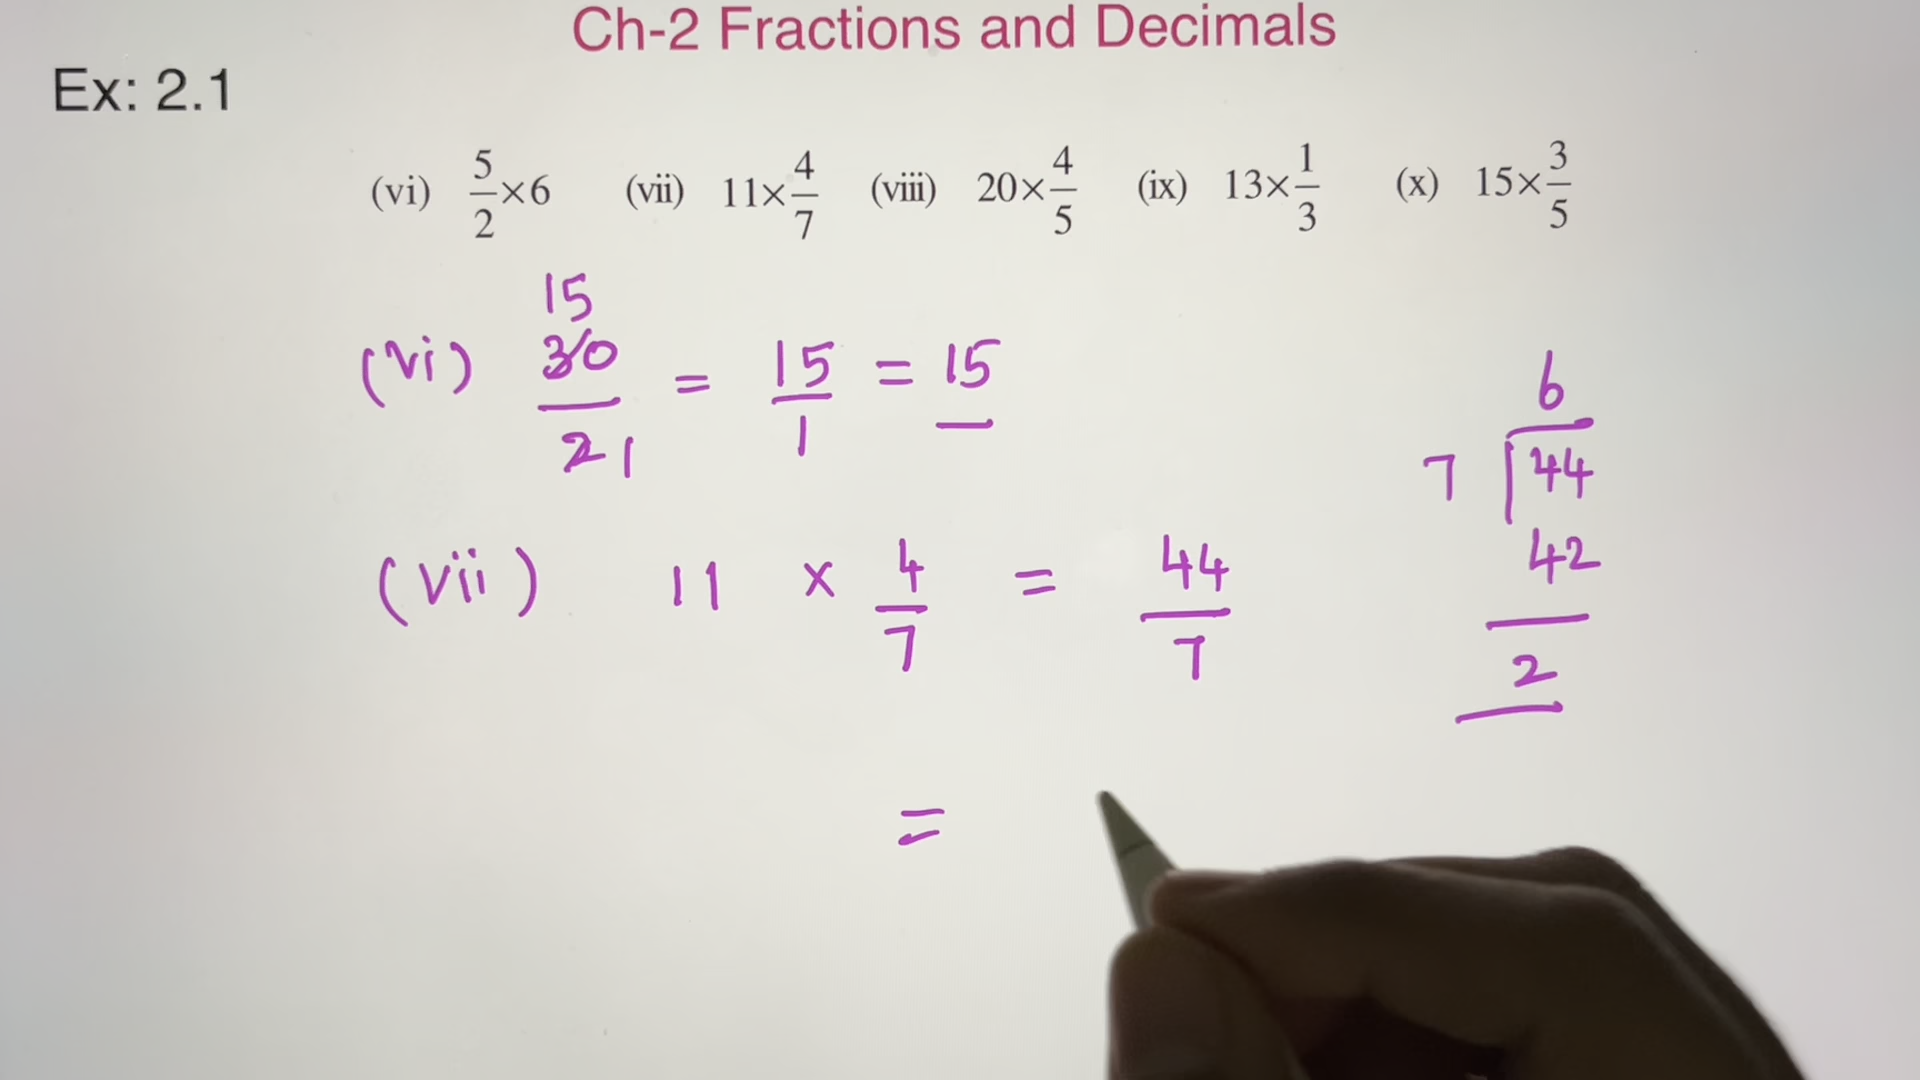 Ch-2 Fractions and Decimals
Ex: 2.1
(vi) 5/2 ×6 (vii) 11× 4/7 (viii) 20× 4/5 (ix) 13× 1/3 (x) 15× 3/5
15
(vi) 30/2 1 = 15/1 = 15
6
7 44
42
2
(vii) 11 × 4/7 = 44/7
=